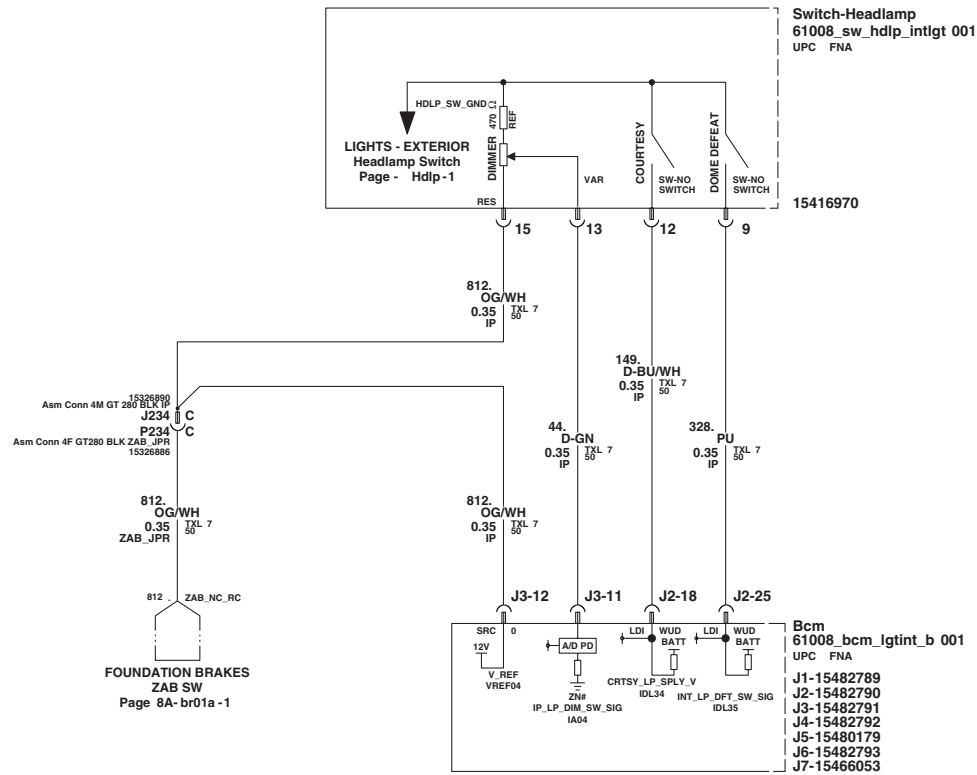 Switch-Headlamp
61008_sw_hdlp_intlgt 001
UPC FNA
HDLP_SW_GND
470 Ω
REF
LIGHTS - EXTERIOR
Headlamp Switch
Page - Hdlp-1
DIMMER
VAR
RES
COURTESY
SW-NO
SWITCH
DOME DEFEAT
SW-NO
SWITCH
15416970
15
13
12
9
812.
OG/WH
0.35 TXL 7
IP 50
149.
D-BU/WH
0.35 TXL 7
IP 50
15326890
Asm Conn 4M GT 280 BLK IP
J234 C
P234 C
Asm Conn 4F GT280 BLK ZAB_JPR
15326886
44.
D-GN
0.35 TXL 7
IP 50
328.
PU
0.35 TXL 7
IP 50
812.
OG/WH
0.35 TXL 7
ZAB_JPR 50
812.
OG/WH
0.35 TXL 7
IP 50
812 . ZAB_NC_RC
FOUNDATION BRAKES
ZAB SW
Page 8A-br01a-1
J3-12
J3-11
J2-18
J2-25
SRC 0
12V
V_REF
VREF04
A/D PD
ZN#
IP_LP_DIM_SW_SIG
IA04
LDI WUD
BATT
CRTSY_LP_SPLY_V
IDL34
LDI WUD
BATT
INT_LP_DFT_SW_SIG
IDL35
Bcm
61008_bcm_lgtint_b 001
UPC FNA
J1-15482789
J2-15482790
J3-15482791
J4-15482792
J5-15480179
J6-15482793
J7-15466053